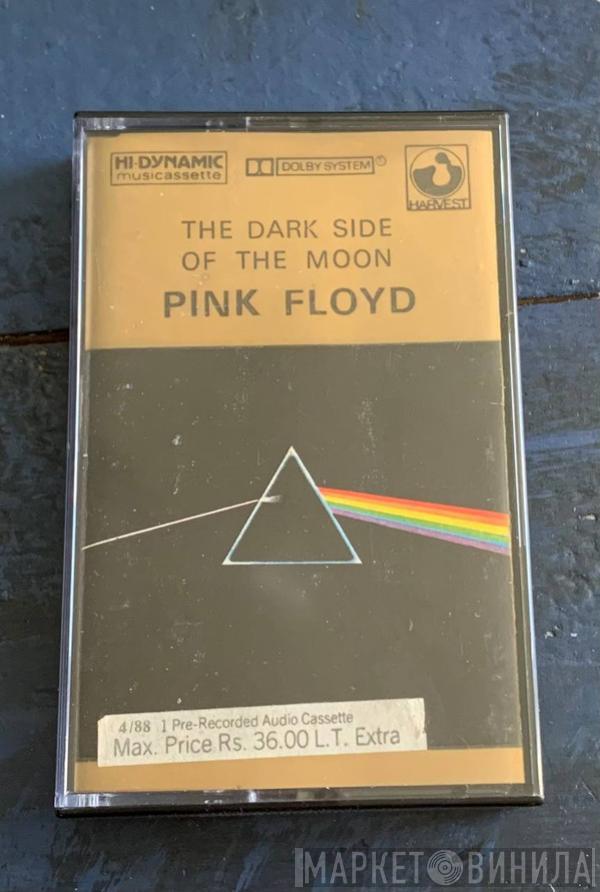 HI-DYNAMIC
musicassette
DOLBY SYSTEM
HARVEST
THE DARK SIDE
OF THE MOON
PINK FLOYD
4/88 1 Pre-Recorded Audio Cassette
Max. Price Rs. 36.00 L.T. Extra
МАРКЕТ ВИНИЛА